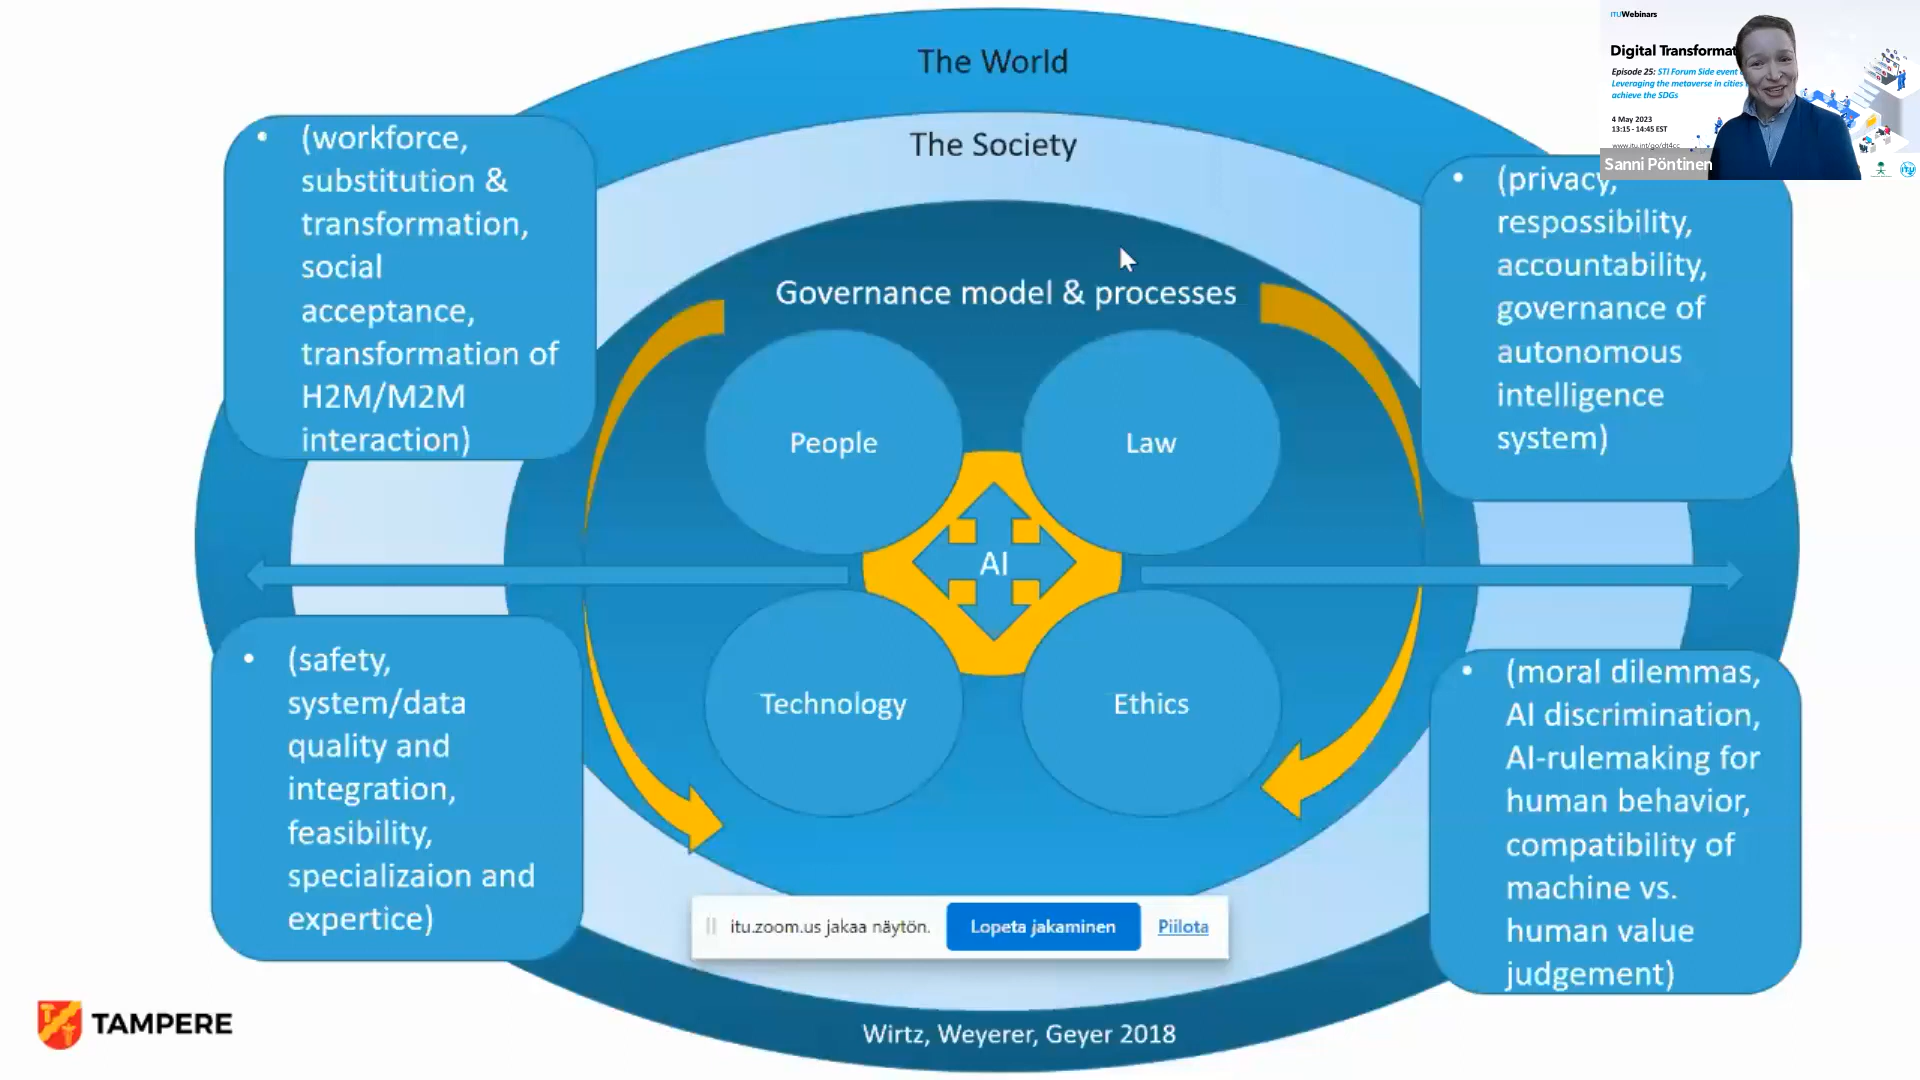 The World
The Society
Governance model & processes
• (workforce,
substitution &
transformation,
social
acceptance,
transformation of
H2M/M2M
interaction)
• (privacy,
respossibility,
accountability,
governance of
autonomous
intelligence
system)
People
Law
AI
Technology
Ethics
• (safety,
system/data
quality and
integration,
feasibility,
specializaion and
expertice)
• (moral dilemmas,
AI discrimination,
AI-rulemaking for
human behavior,
compatibility of
machine vs.
human value
judgement)
itu.zoom.us jakaa näytön.
Lopeta jakaminen
Piilota
Wirtz, Weyerer, Geyer 2018
TAMPERE
ITUWebinars
Digital Transformat
Episode 25: STI Forum Side event
Leveraging the metaverse in cities
achieve the SDGs
4 May 2023
13:15 - 14:45 EST
Sanni Pöntinen
ITU